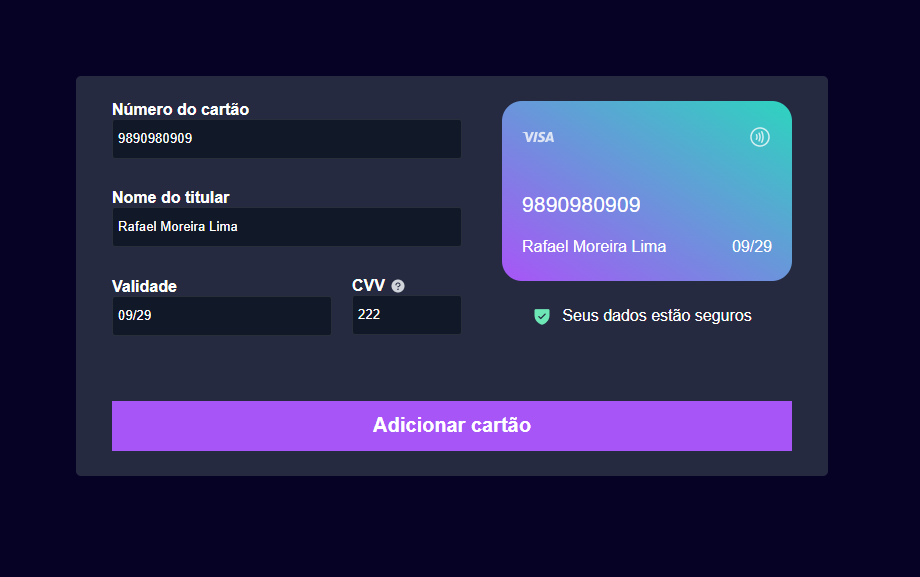 Número do cartão
9890980909
Nome do titular
Rafael Moreira Lima
Validade
09/29
CVV ?
222
VISA
9890980909
Rafael Moreira Lima 09/29
Seus dados estão seguros
Adicionar cartão